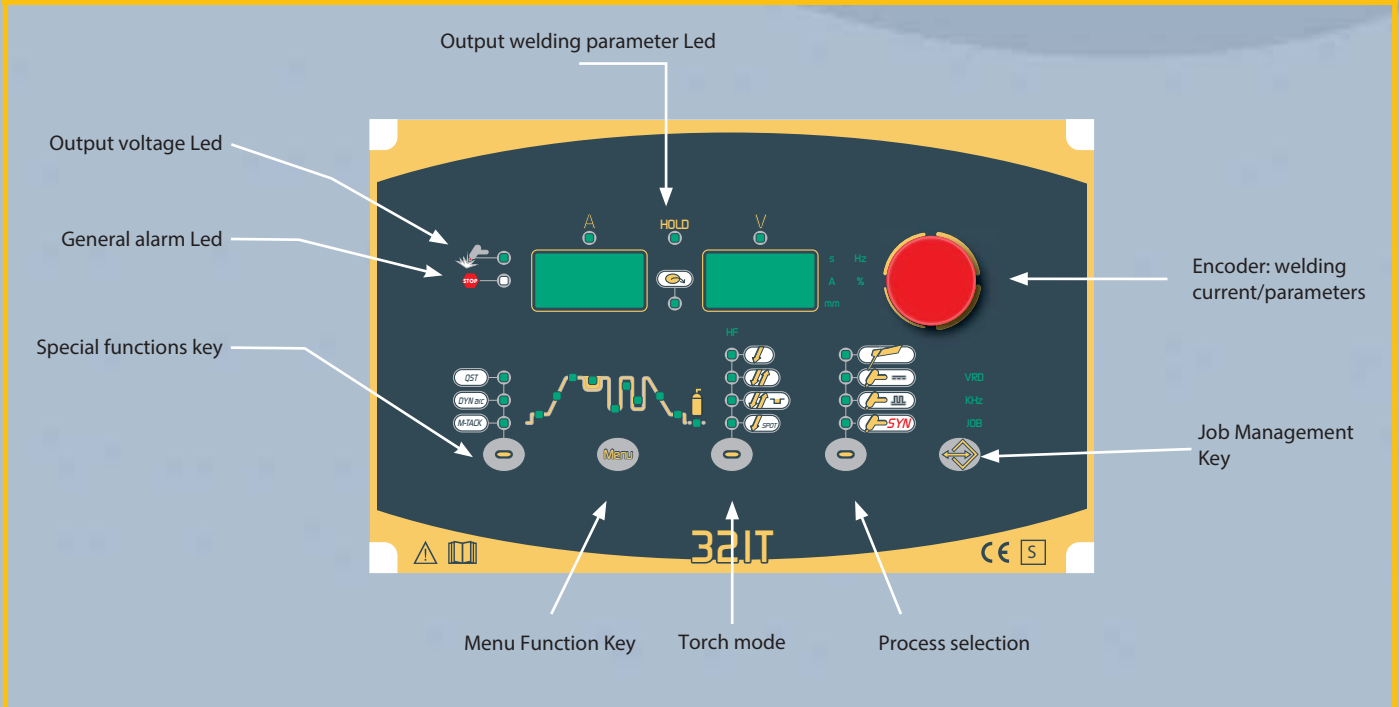 Output welding parameter Led
Output voltage Led
General alarm Led
Special functions key
Encoder: welding
current/parameters
Job Management
Key
Menu Function Key
Torch mode
Process selection
A
HOLD
V
STOP
s Hz
A %
mm
HF
QST
DYN arc
M-TACK
SPOT
SYN
VRD
KHz
JOB
Menu
321T
CE S